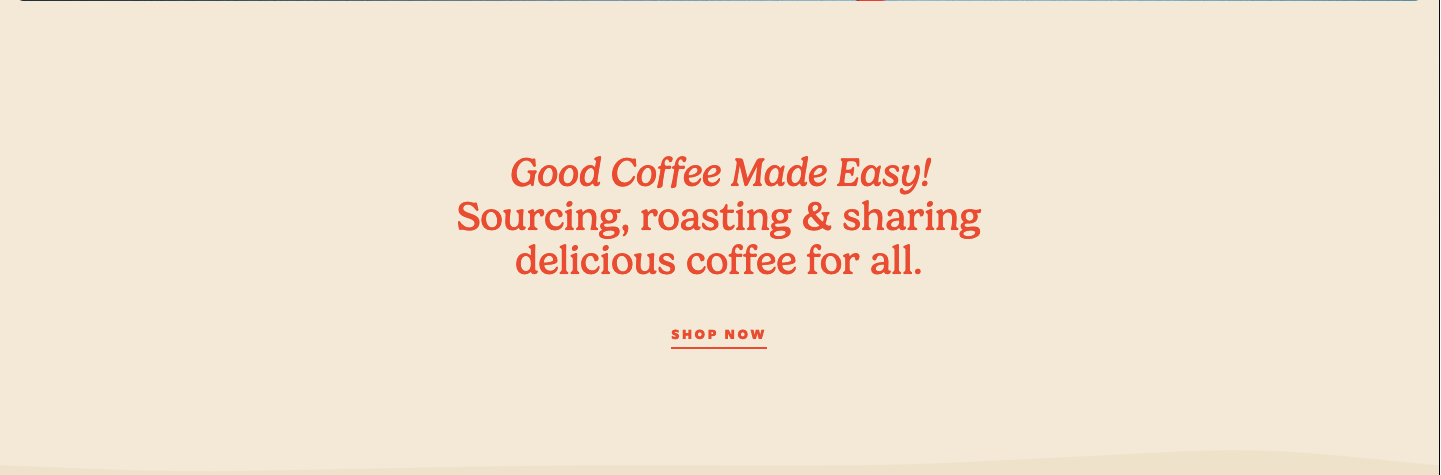 Good Coffee Made Easy!
Sourcing, roasting & sharing
delicious coffee for all.
SHOP NOW